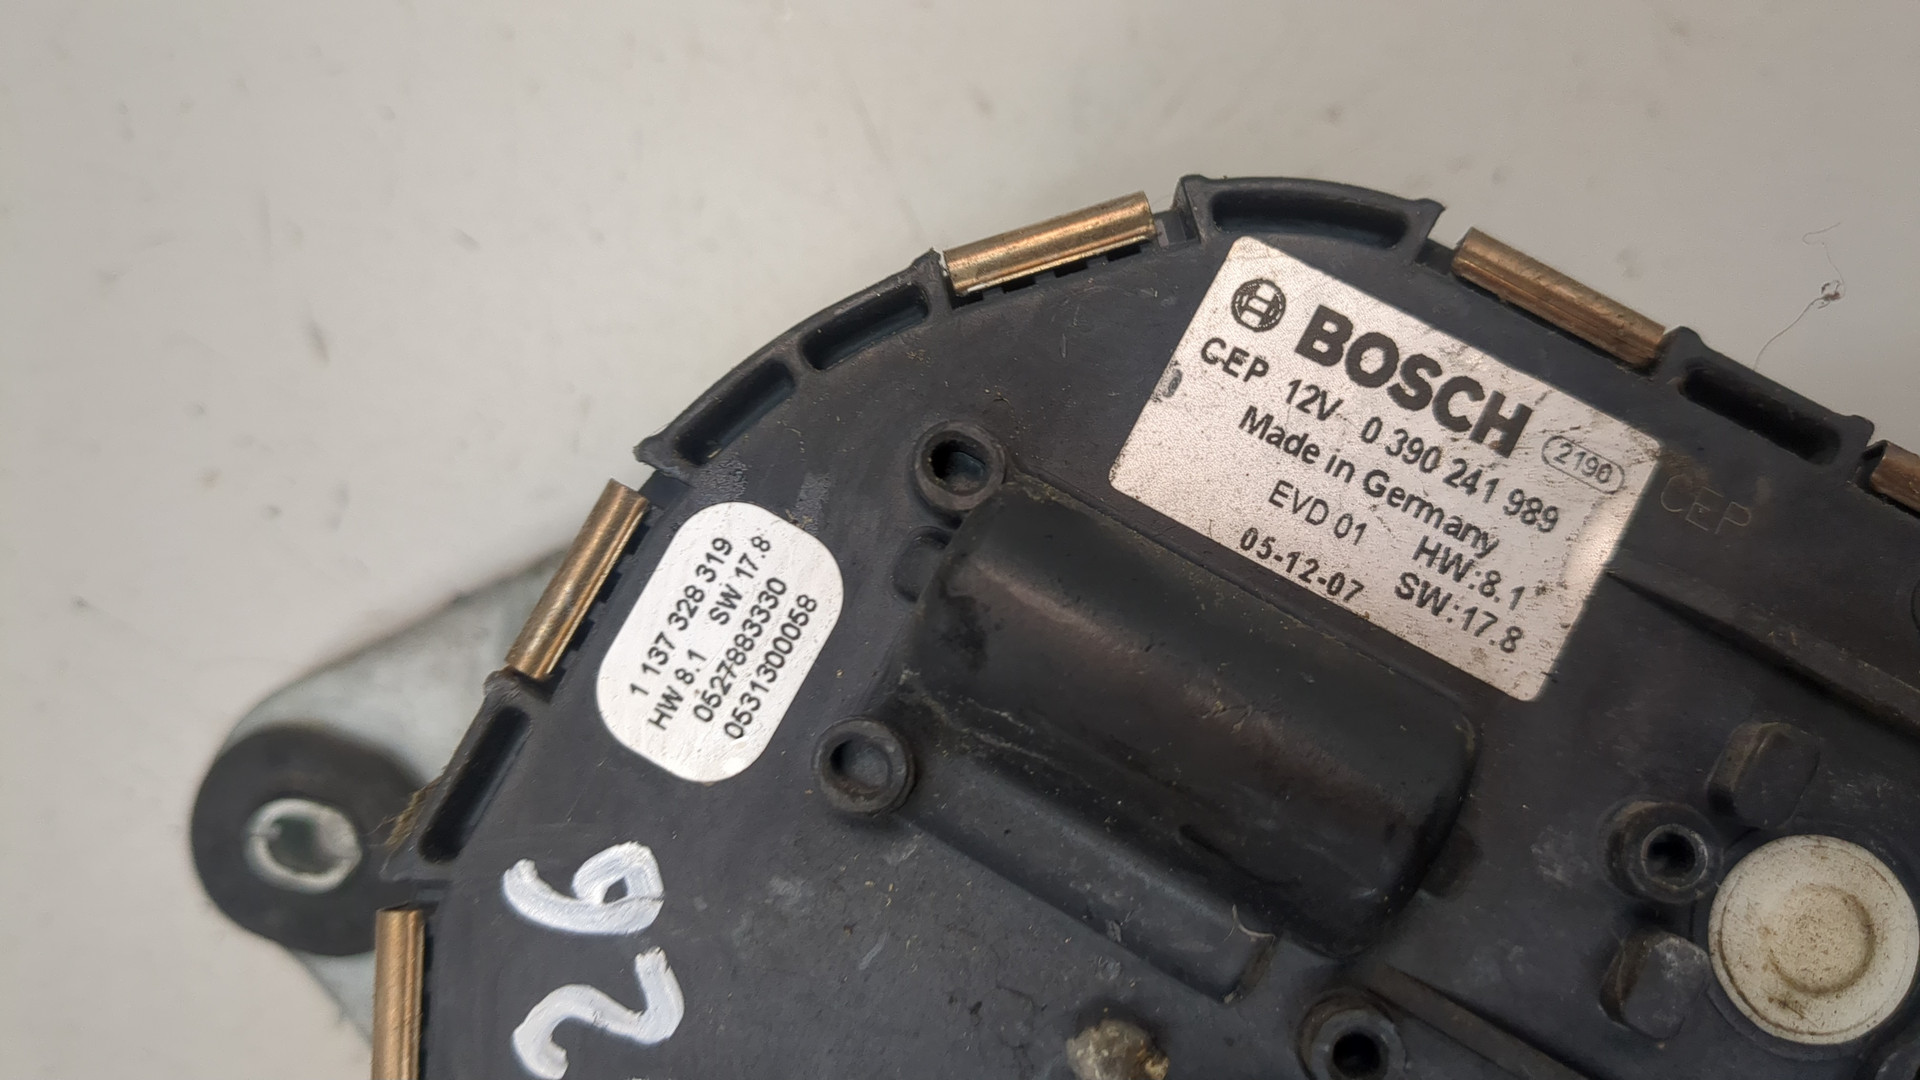 BOSCH
CEP 12V 0 390 241 989 2190
Made in Germany
EVD 01 HW:8.1
05-12-07 SW:17.8
CEP
1 137 328 319
HW 8.1 SW 17.8
0527883330
0531300058
26